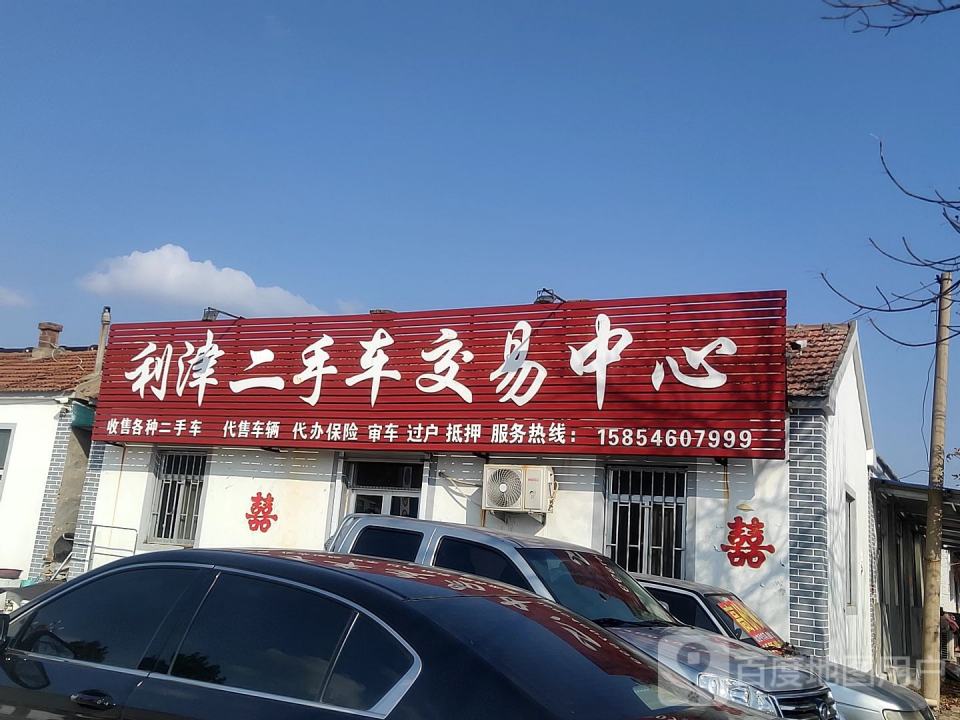 利津二手车交易中心
收售各种二手车 代售车辆 代办保险 审车 过户 抵押 服务热线：15854607999
囍 囍
百度地图用户